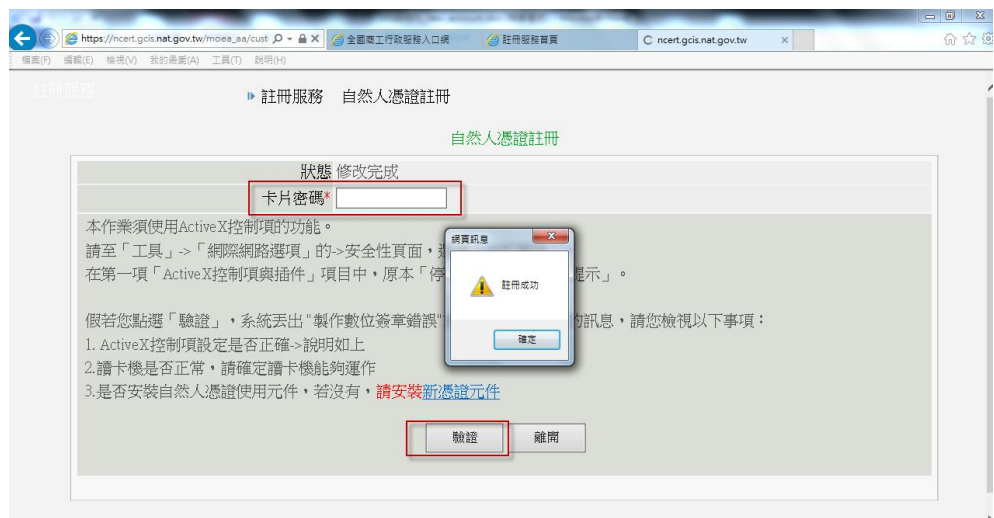 https://ncert.gcis.nat.gov.tw/moea_aa/cust
全國商工行政服務入口網
註冊服務首頁
ncert.gcis.nat.gov.tw
檔案(F) 編輯(E) 檢視(V) 我的最愛(A) 工具(T) 說明(H)
註冊服務
註冊服務 自然人憑證註冊
自然人憑證註冊
狀態 修改完成
卡片密碼*
本作業須使用ActiveX控制項的功能。
請至「工具」->「網際網路選項」的->安全性頁面,
在第一項「ActiveX控制項與插件」項目中,原本「停 提示」。
網頁訊息
註冊成功
確定
假若您點選「驗證」,系統丟出"製作數位簽章錯誤" 的訊息,請您檢視以下事項:
1. ActiveX控制項設定是否正確->說明如上
2.讀卡機是否正常,請確定讀卡機能夠運作
3.是否安裝自然人憑證使用元件,若沒有,請安裝新憑證元件
驗證 離開